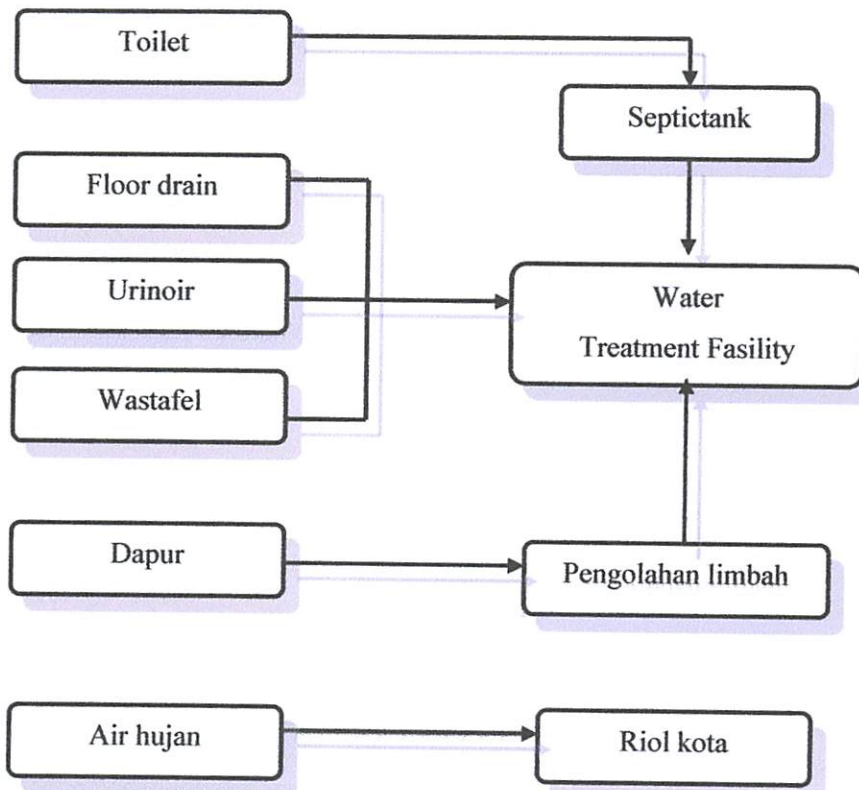 Toilet
Septictank
Floor drain
Urinoir
Water
Treatment Fasility
Wastafel
Dapur
Pengolahan limbah
Air hujan
Riol kota